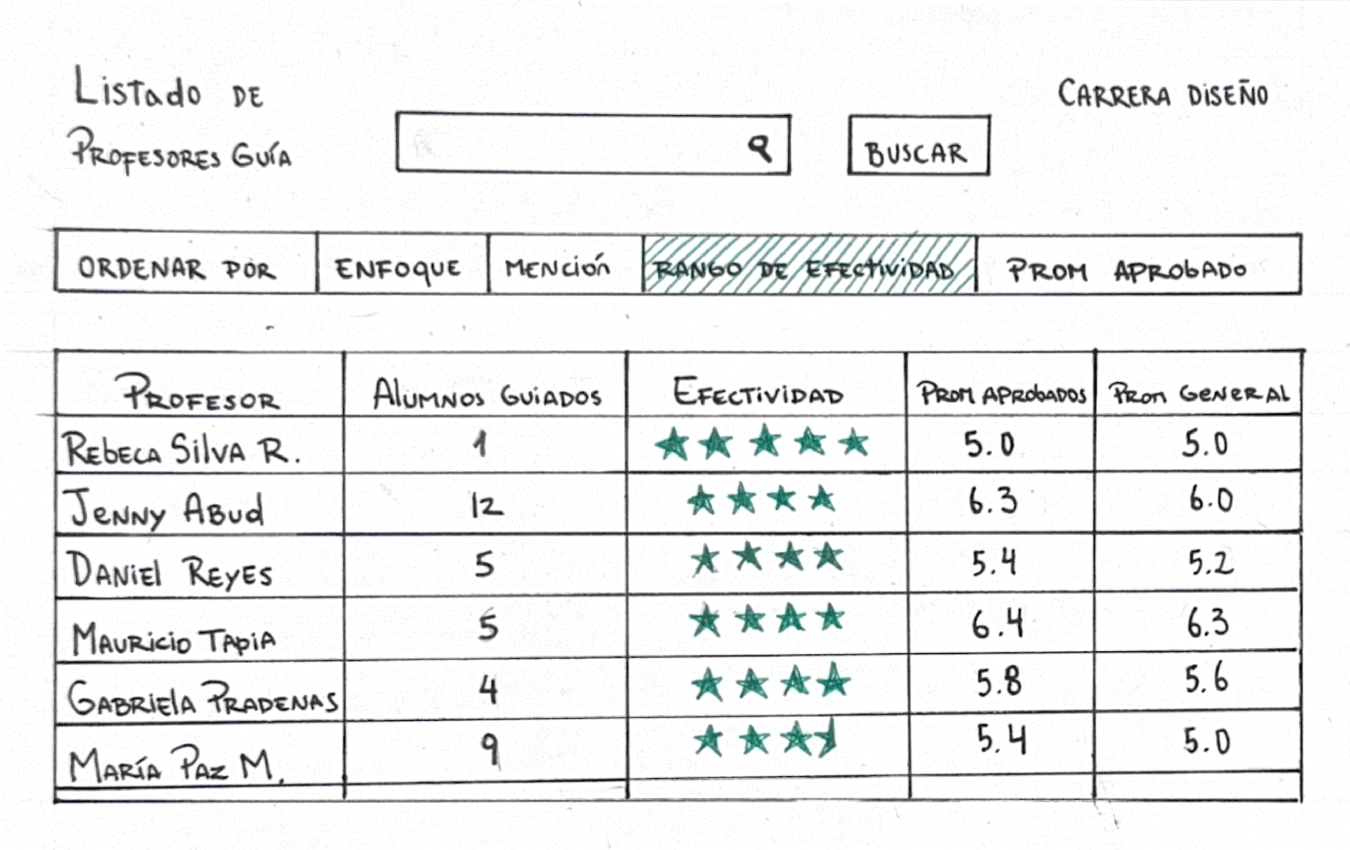 Listado DE
PROFESORES GUÍA
CARRERA DISEÑO
BUSCAR
ORDENAR POR ENFOQUE MENCIÓN RANGO DE EFECTIVIDAD PROM APROBADO
PROFESOR ALUMNOS GUIADOS EFECTIVIDAD PROM APROBADOS PROM GENERAL
REBECA SILVA R. 1 ★★★★★ 5.0 5.0
JENNY ABUD 12 ★★★★ 6.3 6.0
DANIEL REYES 5 ★★★★ 5.4 5.2
MAURICIO TAPIA 5 ★★★★ 6.4 6.3
GABRIELA PRADENAS 4 ★★★★ 5.8 5.6
MARÍA PAZ M. 9 ★★★⯨ 5.4 5.0